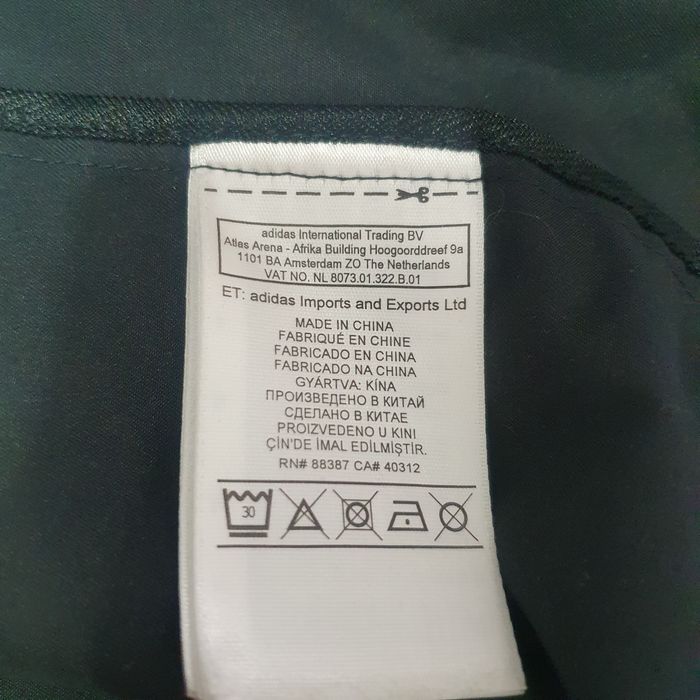 adidas International Trading BV
Atlas Arena - Afrika Building Hoogoorddreef 9a
1101 BA Amsterdam ZO The Netherlands
VAT NO. NL 8073.01.322.B.01
ET: adidas Imports and Exports Ltd
MADE IN CHINA
FABRIQUÉ EN CHINE
FABRICADO EN CHINA
FABRICADO NA CHINA
GYÁRTVA: KÍNA
ПРОИЗВЕДЕНО В КИТАЙ
СДЕЛАНО В КИТАЕ
PROIZVEDENO U KINI
ÇİN'DE İMAL EDİLMİŞTİR.
RN# 88387 CA# 40312
30